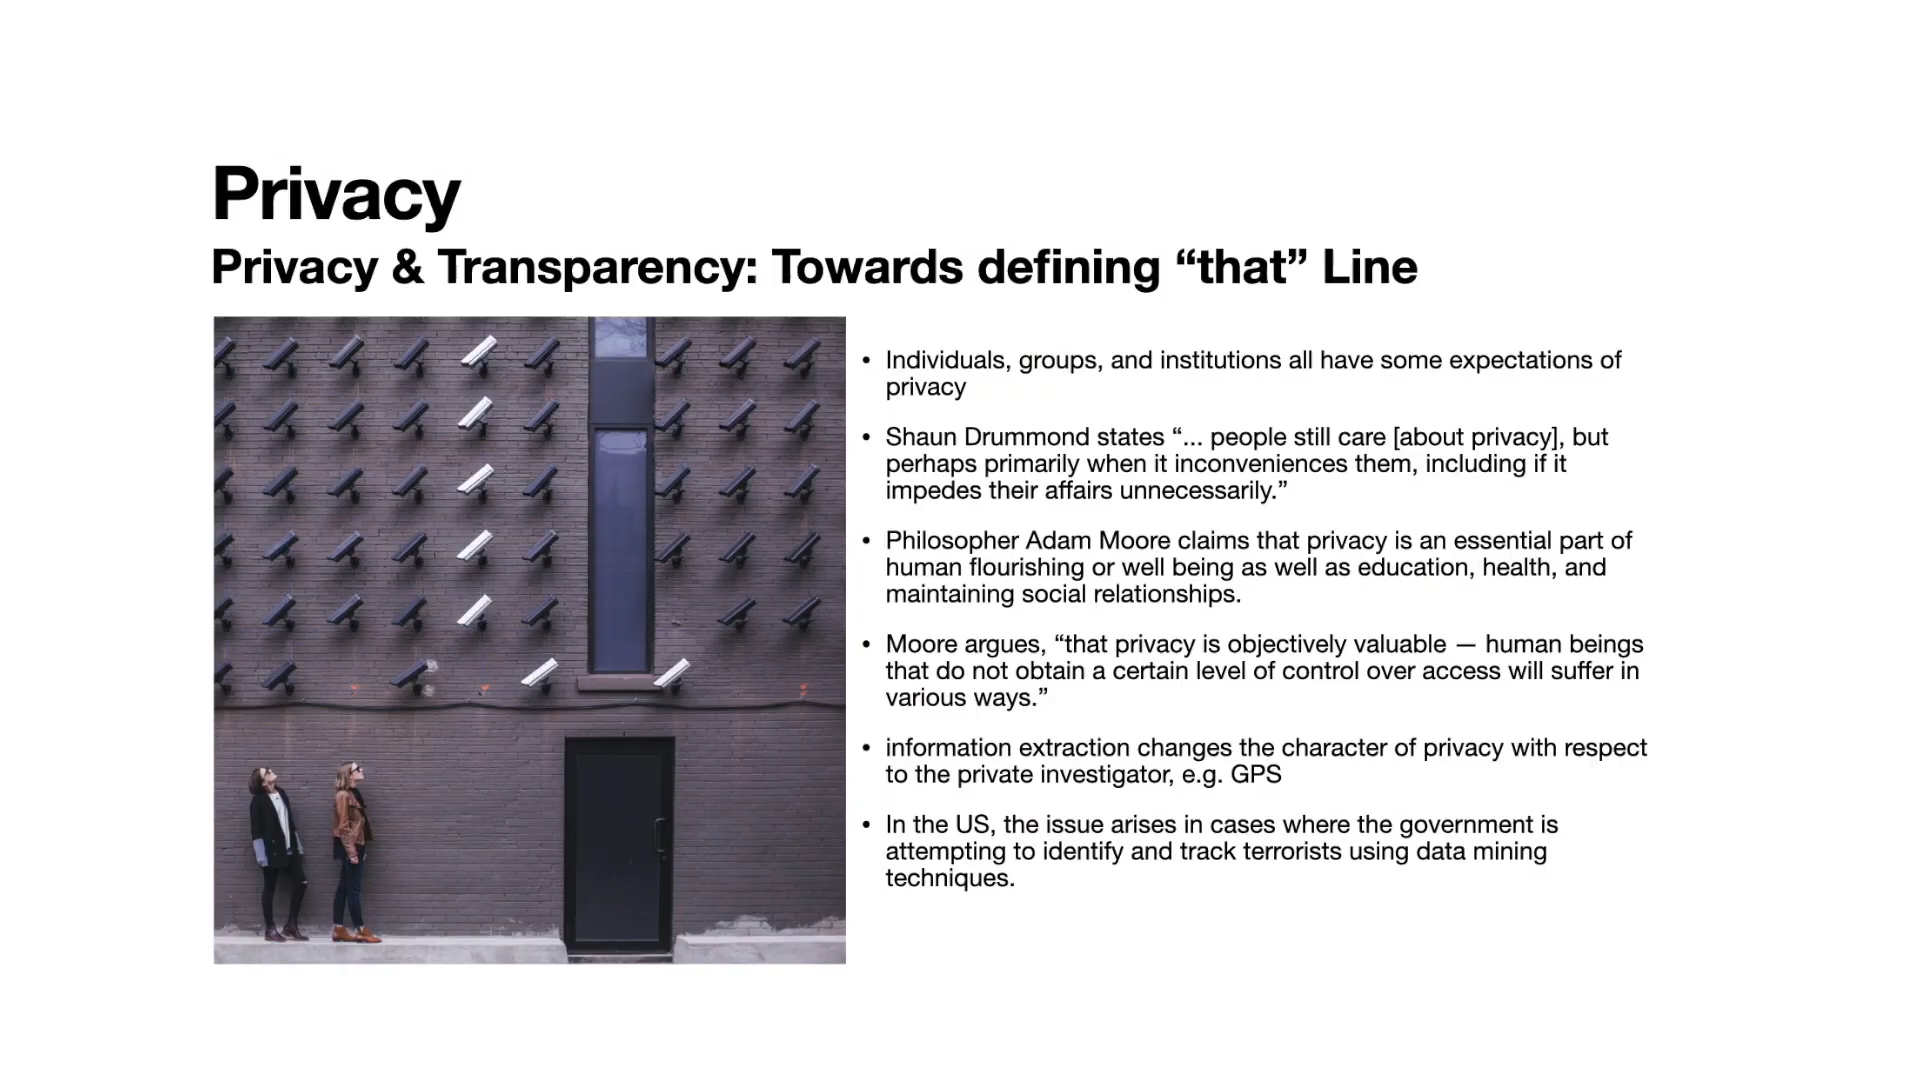 Privacy
Privacy & Transparency: Towards defining “that” Line
• Individuals, groups, and institutions all have some expectations of
privacy
• Shaun Drummond states “... people still care [about privacy], but
perhaps primarily when it inconveniences them, including if it
impedes their affairs unnecessarily.”
• Philosopher Adam Moore claims that privacy is an essential part of
human flourishing or well being as well as education, health, and
maintaining social relationships.
• Moore argues, “that privacy is objectively valuable — human beings
that do not obtain a certain level of control over access will suffer in
various ways.”
• information extraction changes the character of privacy with respect
to the private investigator, e.g. GPS
• In the US, the issue arises in cases where the government is
attempting to identify and track terrorists using data mining
techniques.